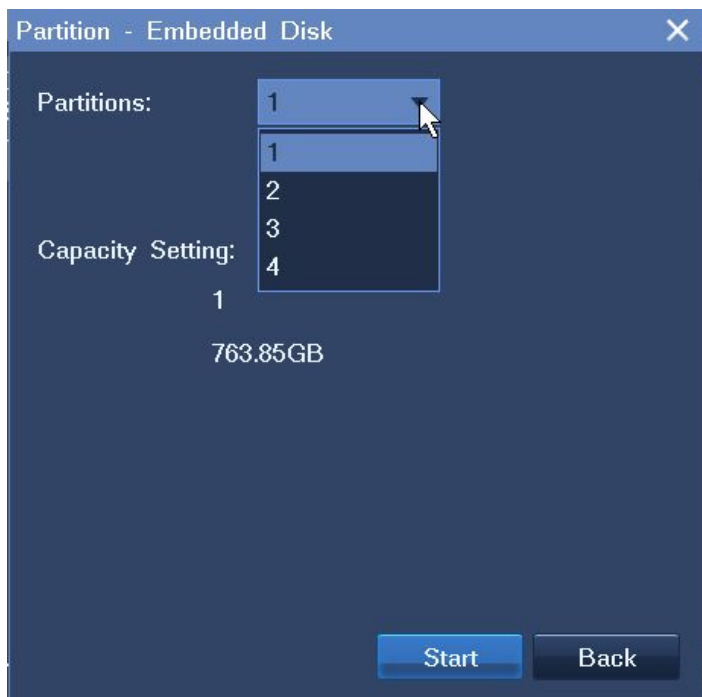 Partition - Embedded Disk
Partitions: 1
1
2
3
Capacity Setting:
4
1
763.85GB
Start Back